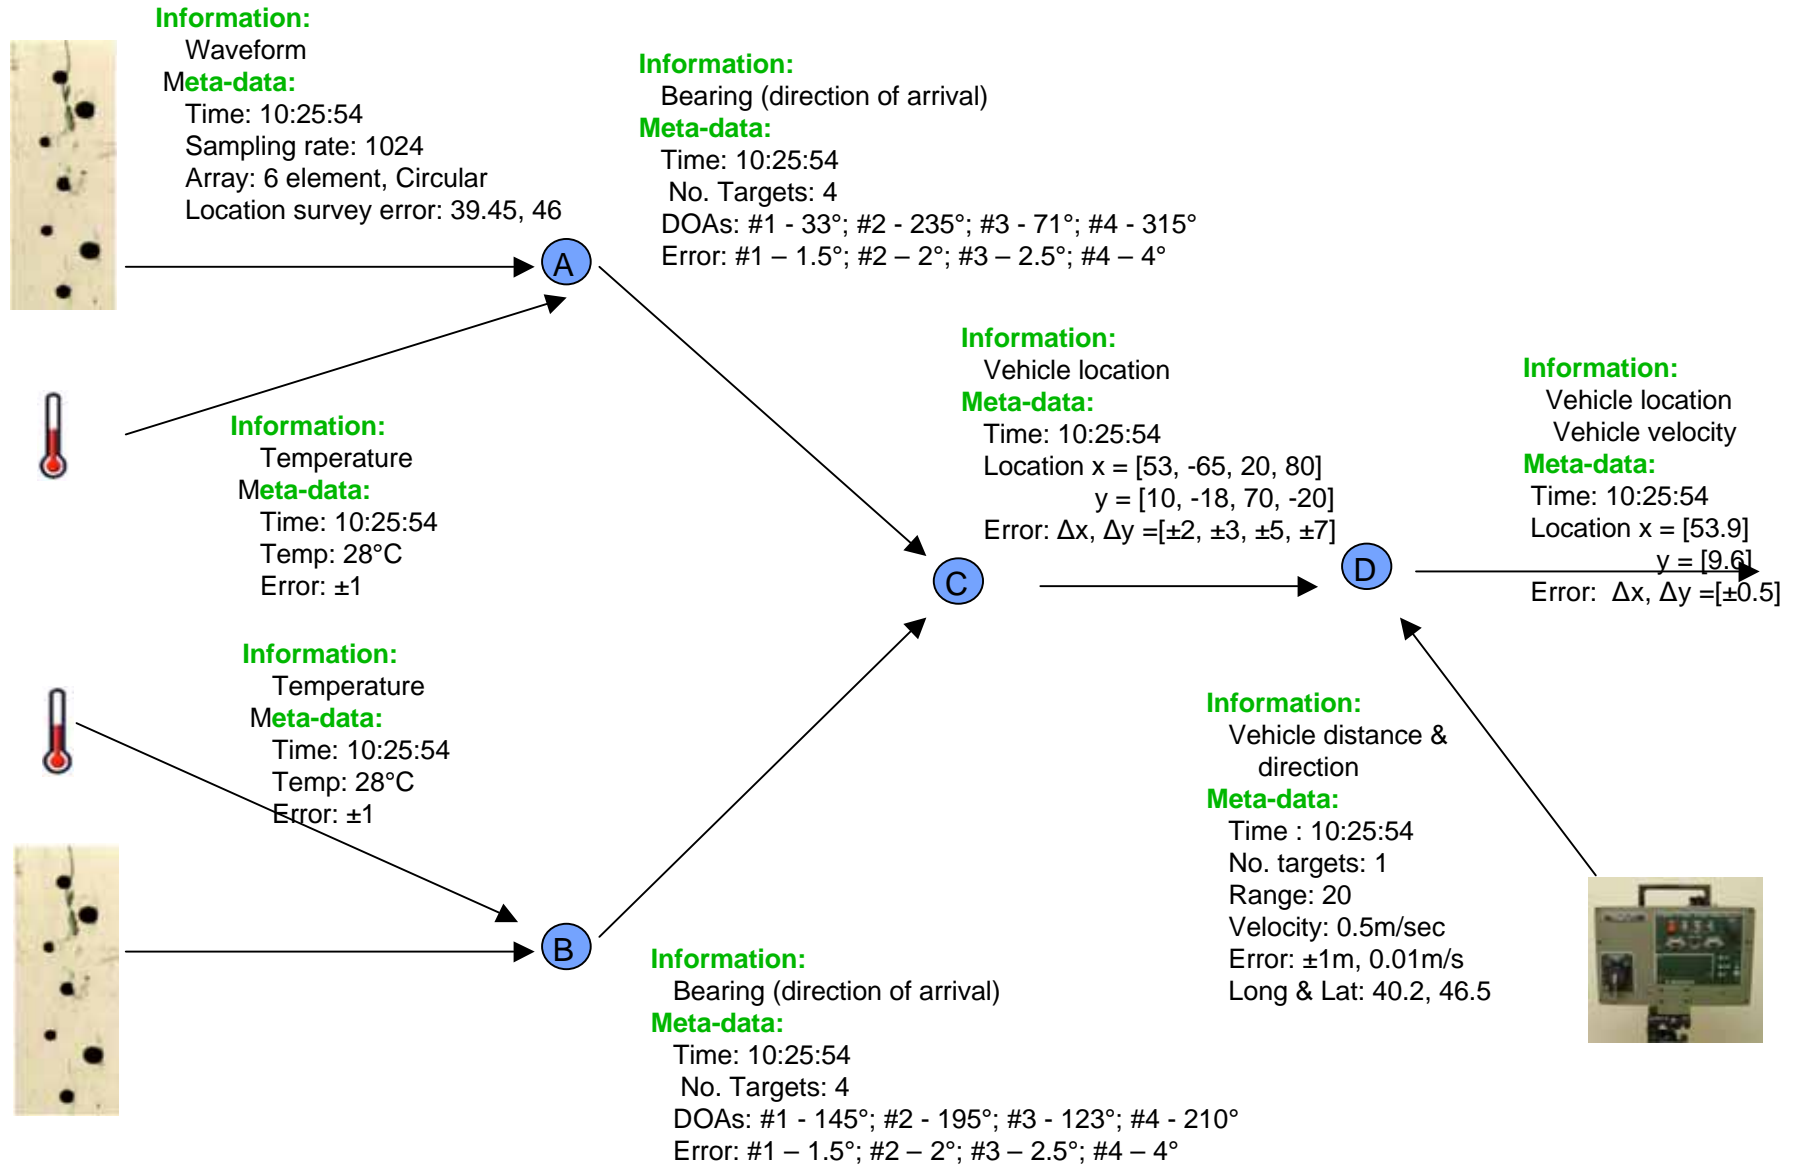 Information:
Waveform
Meta-data:
Time: 10:25:54
Sampling rate: 1024
Array: 6 element, Circular
Location survey error: 39.45, 46
Information:
Bearing (direction of arrival)
Meta-data:
Time: 10:25:54
No. Targets: 4
DOAs: #1 - 33°; #2 - 235°; #3 - 71°; #4 - 315°
Error: #1 – 1.5°; #2 – 2°; #3 – 2.5°; #4 – 4°
A
Information:
Temperature
Meta-data:
Time: 10:25:54
Temp: 28°C
Error: ±1
Information:
Vehicle location
Meta-data:
Time: 10:25:54
Location x = [53, -65, 20, 80]
y = [10, -18, 70, -20]
Error: Δx, Δy =[±2, ±3, ±5, ±7]
C
D
Information:
Vehicle location
Vehicle velocity
Meta-data:
Time: 10:25:54
Location x = [53.9]
y = [9.6]
Error: Δx, Δy =[±0.5]
Information:
Temperature
Meta-data:
Time: 10:25:54
Temp: 28°C
Error: ±1
B
Information:
Vehicle distance &
direction
Meta-data:
Time : 10:25:54
No. targets: 1
Range: 20
Velocity: 0.5m/sec
Error: ±1m, 0.01m/s
Long & Lat: 40.2, 46.5
Information:
Bearing (direction of arrival)
Meta-data:
Time: 10:25:54
No. Targets: 4
DOAs: #1 - 145°; #2 - 195°; #3 - 123°; #4 - 210°
Error: #1 – 1.5°; #2 – 2°; #3 – 2.5°; #4 – 4°